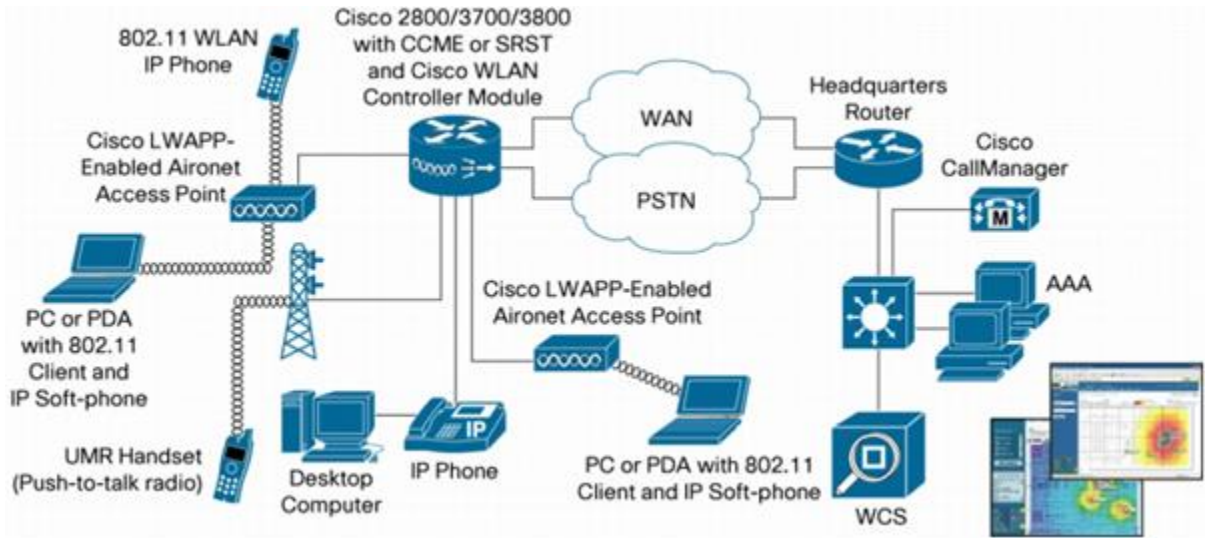 802.11 WLAN
IP Phone
Cisco 2800/3700/3800
with CCME or SRST
and Cisco WLAN
Controller Module
WAN
PSTN
Headquarters
Router
Cisco
CallManager
M
Cisco LWAPP-
Enabled Aironet
Access Point
PC or PDA
with 802.11
Client and
IP Soft-phone
UMR Handset
(Push-to-talk radio)
Desktop
Computer
IP
IP Phone
Cisco LWAPP-Enabled
Aironet Access Point
PC or PDA with 802.11
Client and IP Soft-phone
AAA
WCS